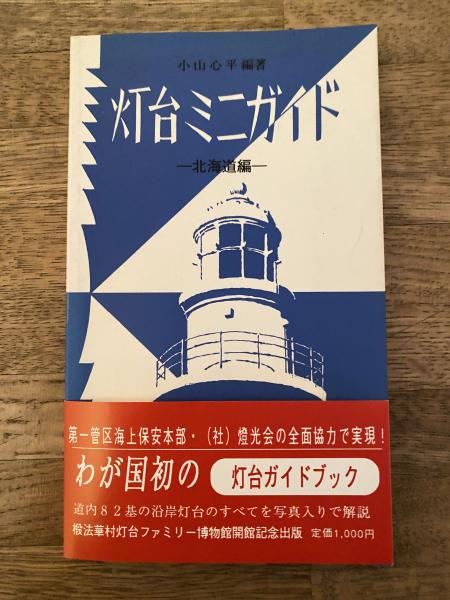 小山心平編著
灯台ミニガイド
―北海道編―
第一管区海上保安本部・(社)燈光会の全面協力で実現!
わが国初の 灯台ガイドブック
道内82基の沿岸灯台のすべてを写真入りで解説
椴法華村灯台ファミリー博物館開館記念出版 定価1,000円